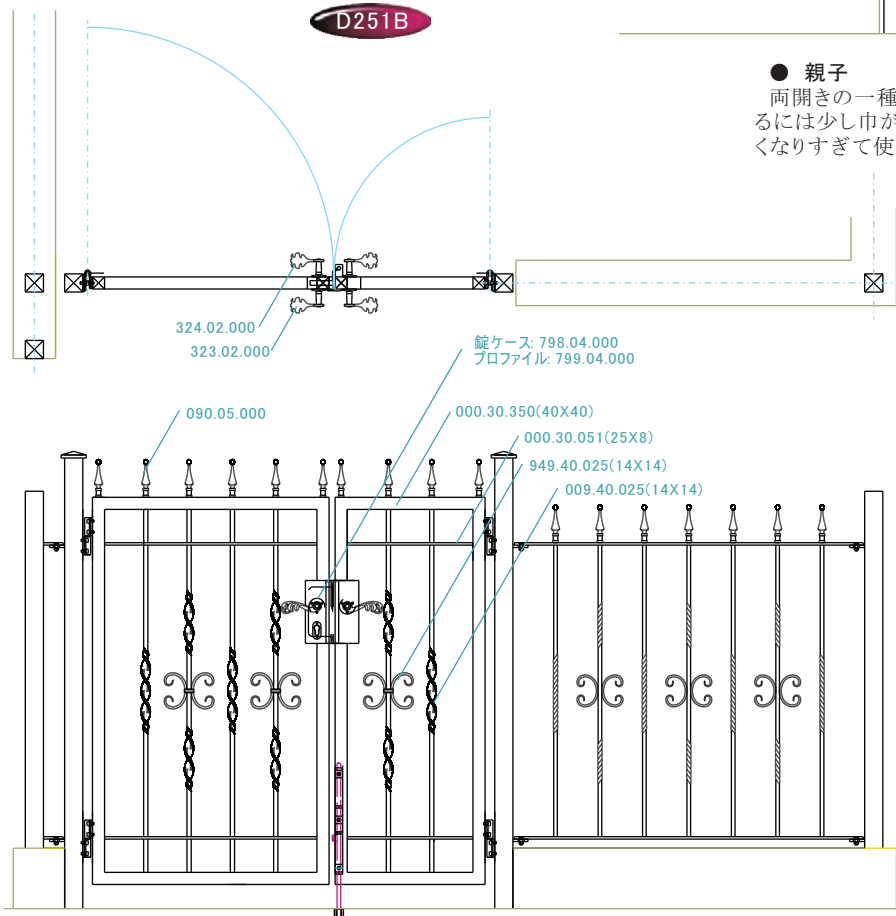 D251B
● 親子
両開きの一種
るには少し巾が
くなりすぎて使
324.02.000
323.02.000
錠ケース: 798.04.000
プロファイル: 799.04.000
090.05.000
000.30.350(40X40)
000.30.051(25X8)
949.40.025(14X14)
009.40.025(14X14)